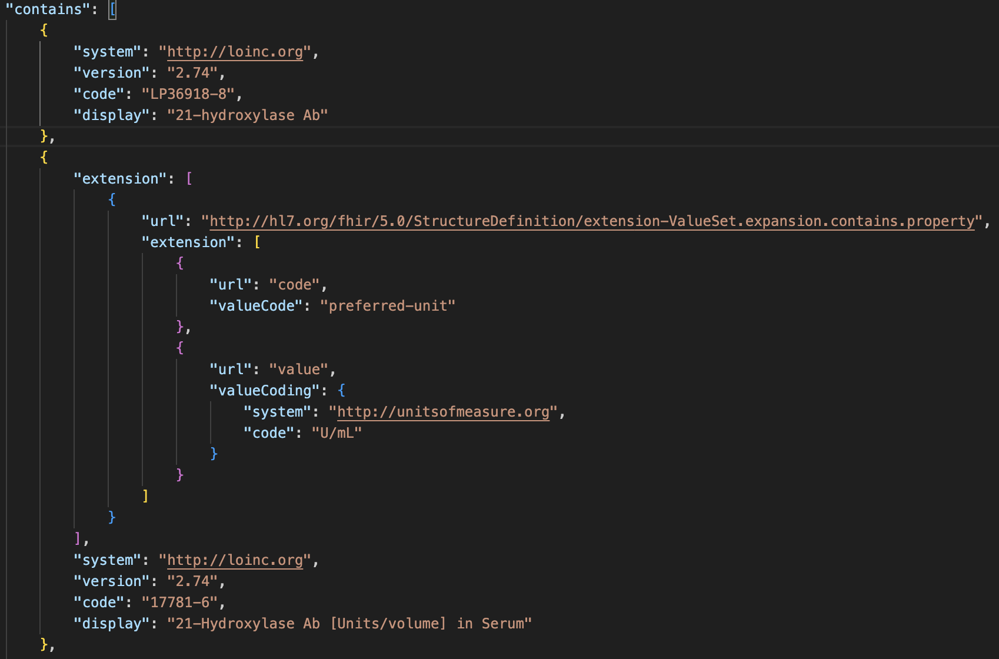 "contains": [
{
"system": "http://loinc.org",
"version": "2.74",
"code": "LP36918-8",
"display": "21-hydroxylase Ab"
},
{
"extension": [
{
"url": "http://hl7.org/fhir/5.0/StructureDefinition/extension-ValueSet.expansion.contains.property",
"extension": [
{
"url": "code",
"valueCode": "preferred-unit"
},
{
"url": "value",
"valueCoding": {
"system": "http://unitsofmeasure.org",
"code": "U/mL"
}
}
]
}
],
"system": "http://loinc.org",
"version": "2.74",
"code": "17781-6",
"display": "21-Hydroxylase Ab [Units/volume] in Serum"
},